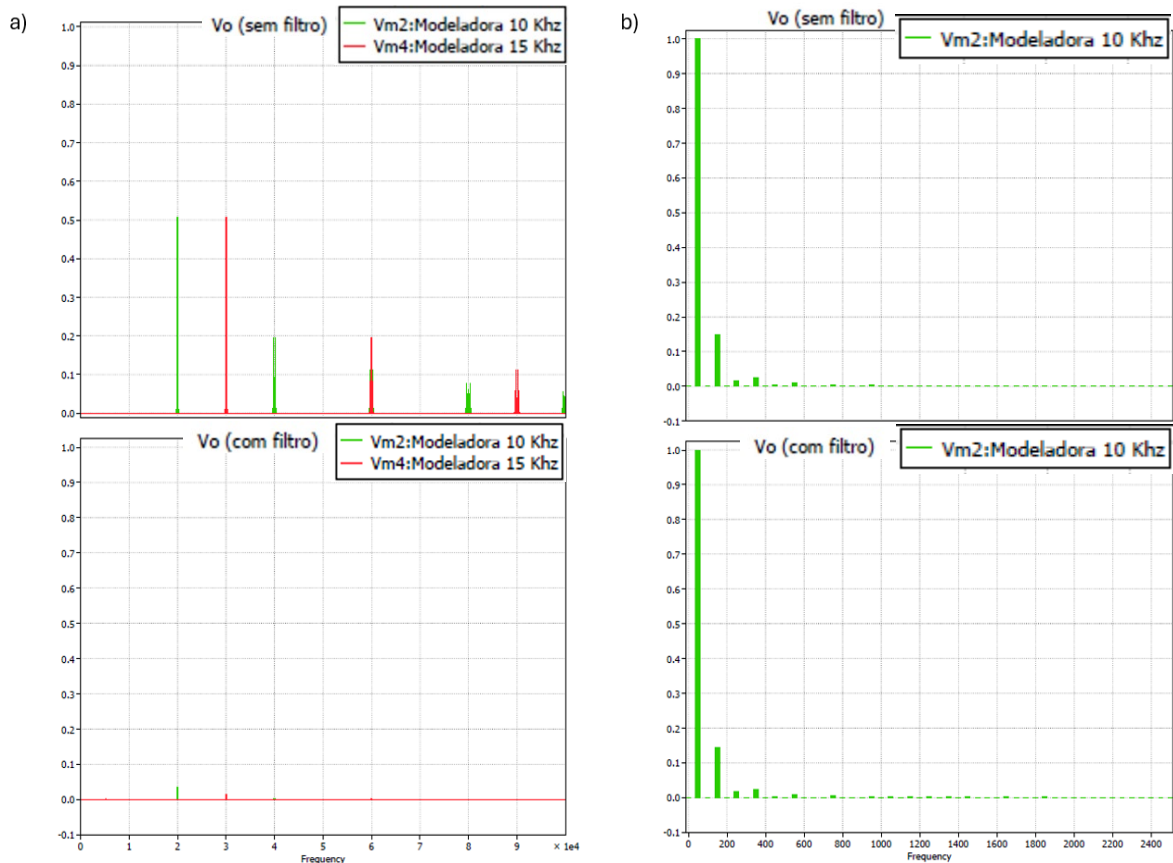 a)
Vo (sem filtro)
Vm2:Modeladora 10 Khz
Vm4:Modeladora 15 Khz
1.0
0.9
0.8
0.7
0.6
0.5
0.4
0.3
0.2
0.1
0.0
Vo (com filtro)
Vm2:Modeladora 10 Khz
Vm4:Modeladora 15 Khz
1.0
0.9
0.8
0.7
0.6
0.5
0.4
0.3
0.2
0.1
0.0
-0.1
0 1 2 3 4 5 6 7 8 9 × 1e4
Frequency
b)
Vo (sem filtro)
Vm2:Modeladora 10 Khz
1.0
0.9
0.8
0.7
0.6
0.5
0.4
0.3
0.2
0.1
0.0
-0.1
Vo (com filtro)
Vm2:Modeladora 10 Khz
1.0
0.9
0.8
0.7
0.6
0.5
0.4
0.3
0.2
0.1
0.0
-0.1
0 200 400 600 800 1000 1200 1400 1600 1800 2000 2200 2400
Frequency